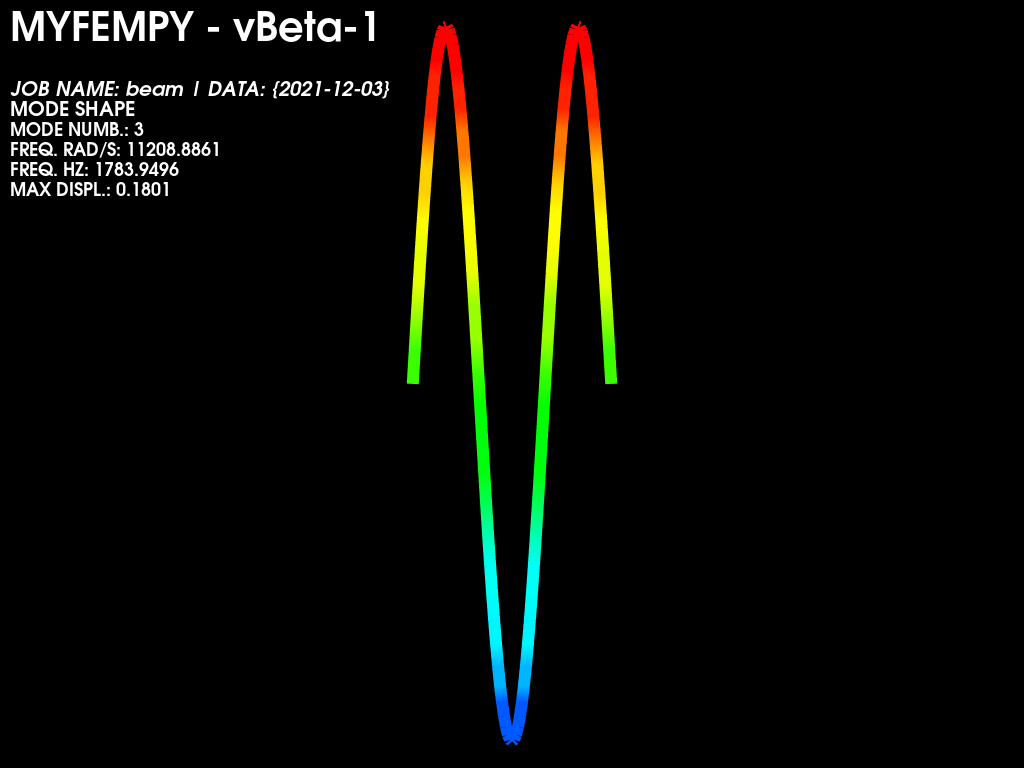 MYFEMPY - vBeta-1
JOB NAME: beam | DATA: {2021-12-03}
MODE SHAPE
MODE NUMB.: 3
FREQ. RAD/S: 11208.8861
FREQ. HZ: 1783.9496
MAX DISPL.: 0.1801